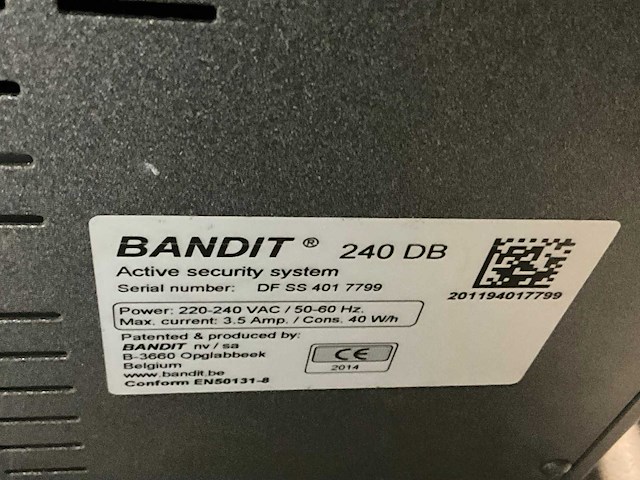 BANDIT ® 240 DB
Active security system
Serial number: DF SS 401 7799
201194017799
Power: 220-240 VAC / 50-60 Hz.
Max. current: 3.5 Amp. / Cons. 40 W/h
Patented & produced by:
BANDIT nv / sa
B-3660 Opglabbeek
Belgium
www.bandit.be
Conform EN50131-8
CE
2014